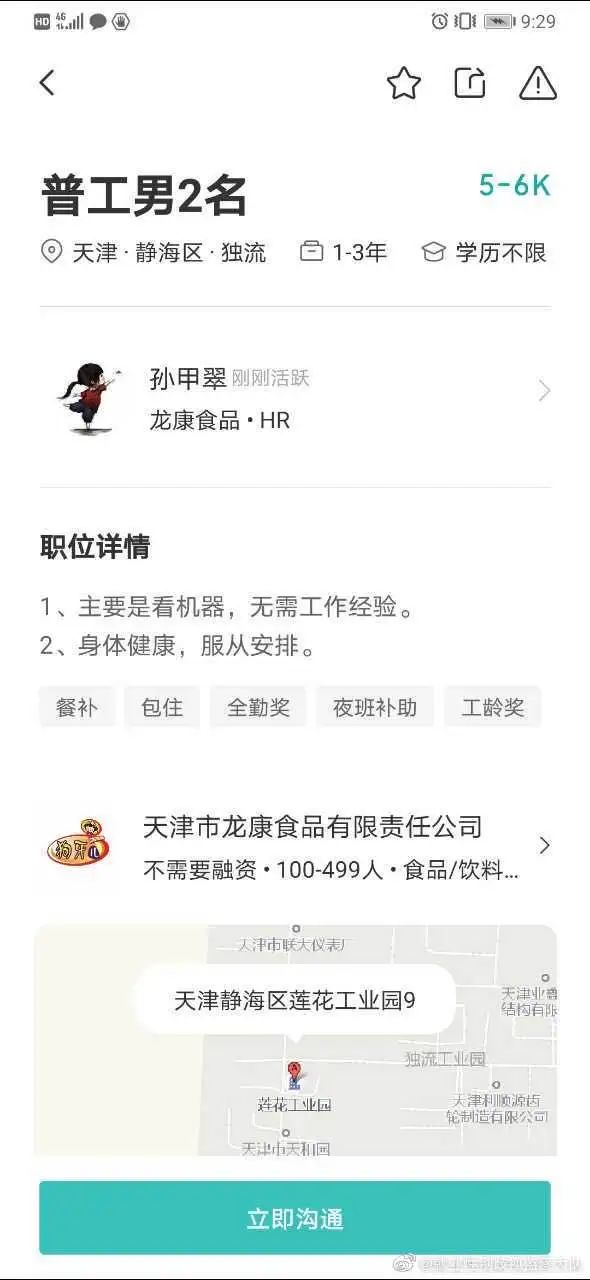 HD 4G 9:29
普工男2名
5-6K
天津·静海区·独流 1-3年 学历不限
孙甲翠 刚刚活跃
龙康食品•HR
职位详情
1、主要是看机器，无需工作经验。
2、身体健康，服从安排。
餐补 包住 全勤奖 夜班补助 工龄奖
天津市龙康食品有限责任公司
狗牙儿
不需要融资•100-499人•食品/饮料...
天津市联大仪表厂
天津静海区莲花工业园9
天津业鑫
结构有限
独流工业园
莲花工业园
天津利顺源齿
轮制造有限公司
天津市天和园
立即沟通